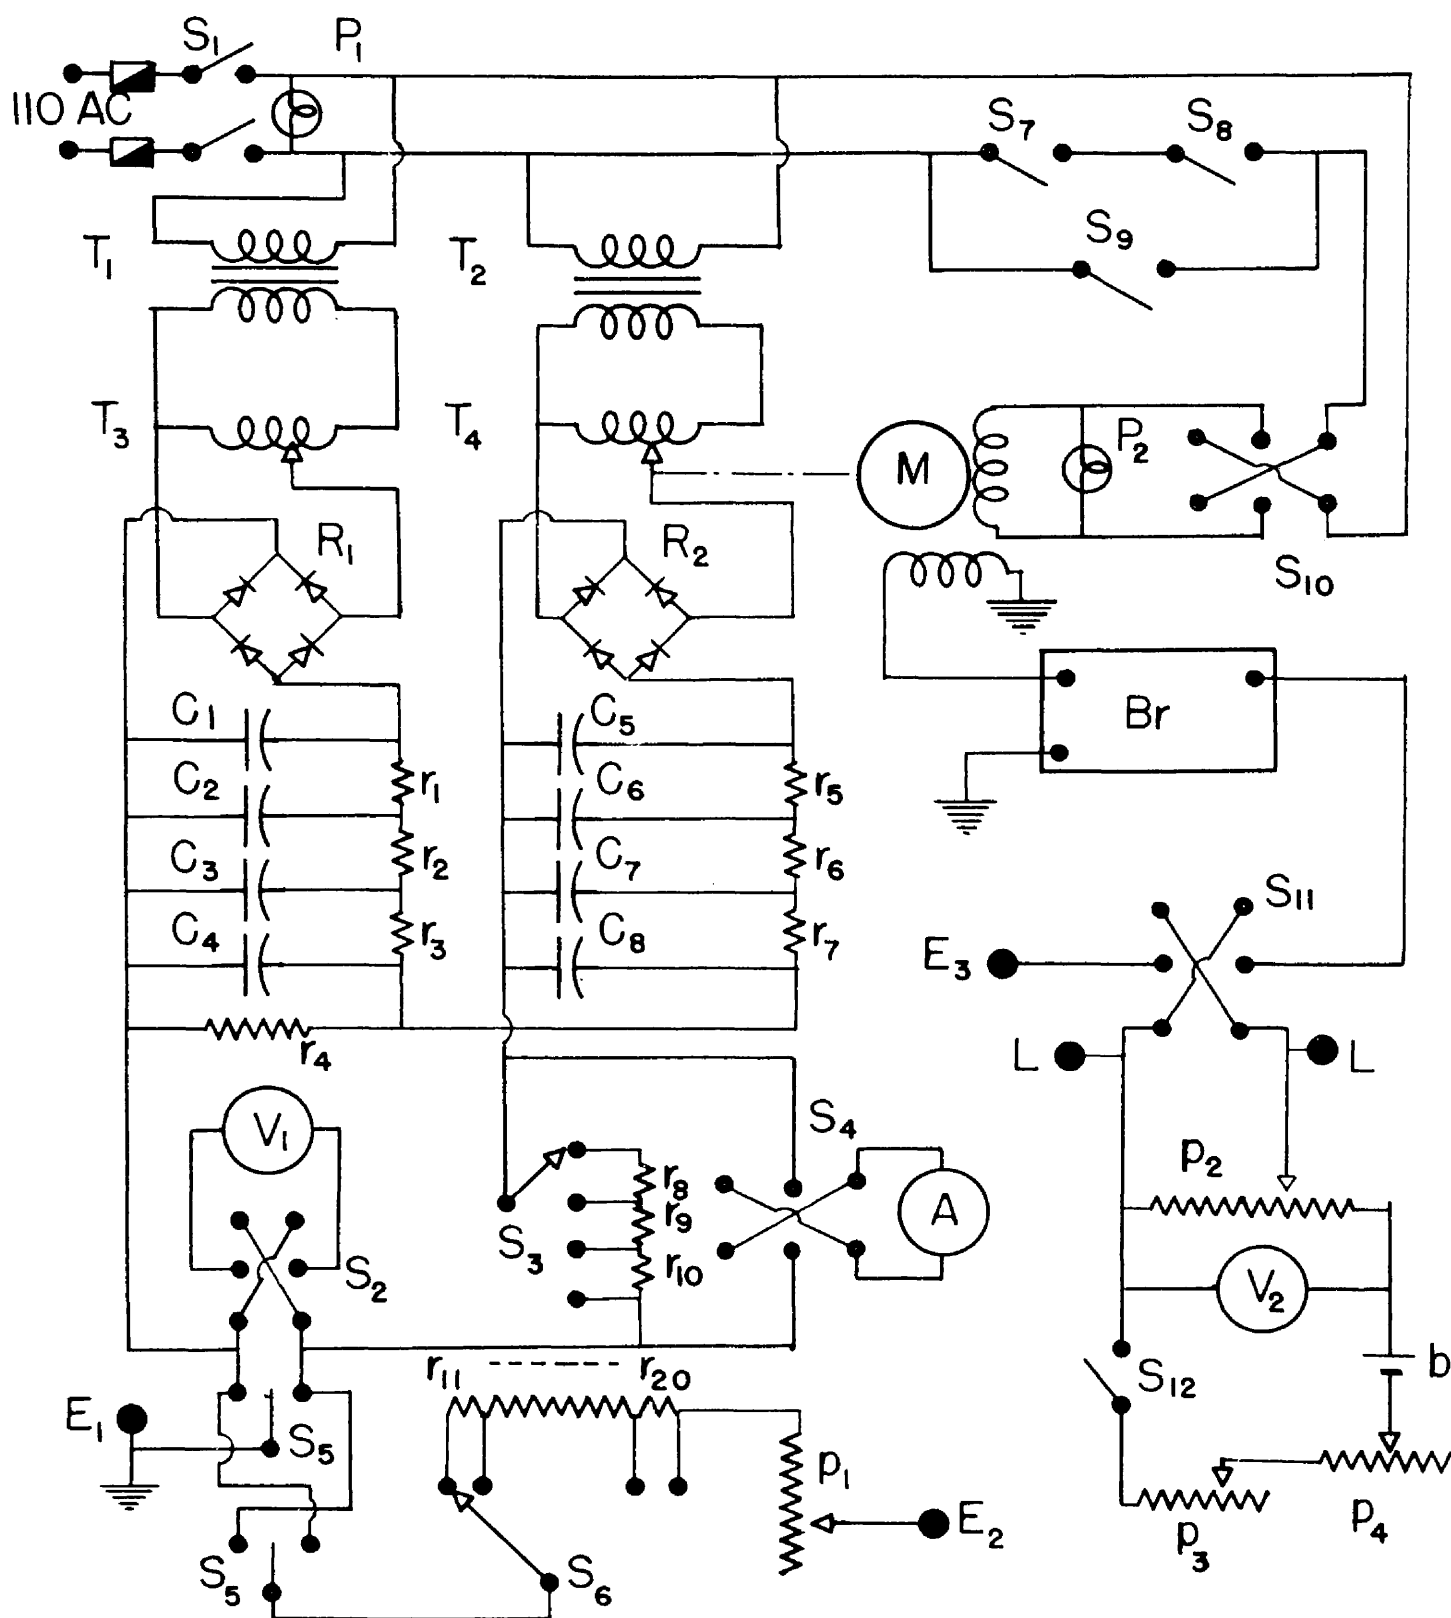 S₁ P₁
110 AC
S₇ S₈
S₉
T₁ T₂
T₃ T₄
M P₂
R₁ R₂
S₁₀
Br
C₁ C₅
C₂ r₁ C₆ r₅
C₃ r₂ C₇ r₆
C₄ r₃ C₈ r₇
S₁₁
E₃
r₄
L L
V₁ S₄
p₂
r₈
r₉ A
S₃ r₁₀
S₂ V₂
r₁₁ r₂₀ S₁₂ b
E₁ S₅
p₁
E₂ p₃ p₄
S₅ S₆